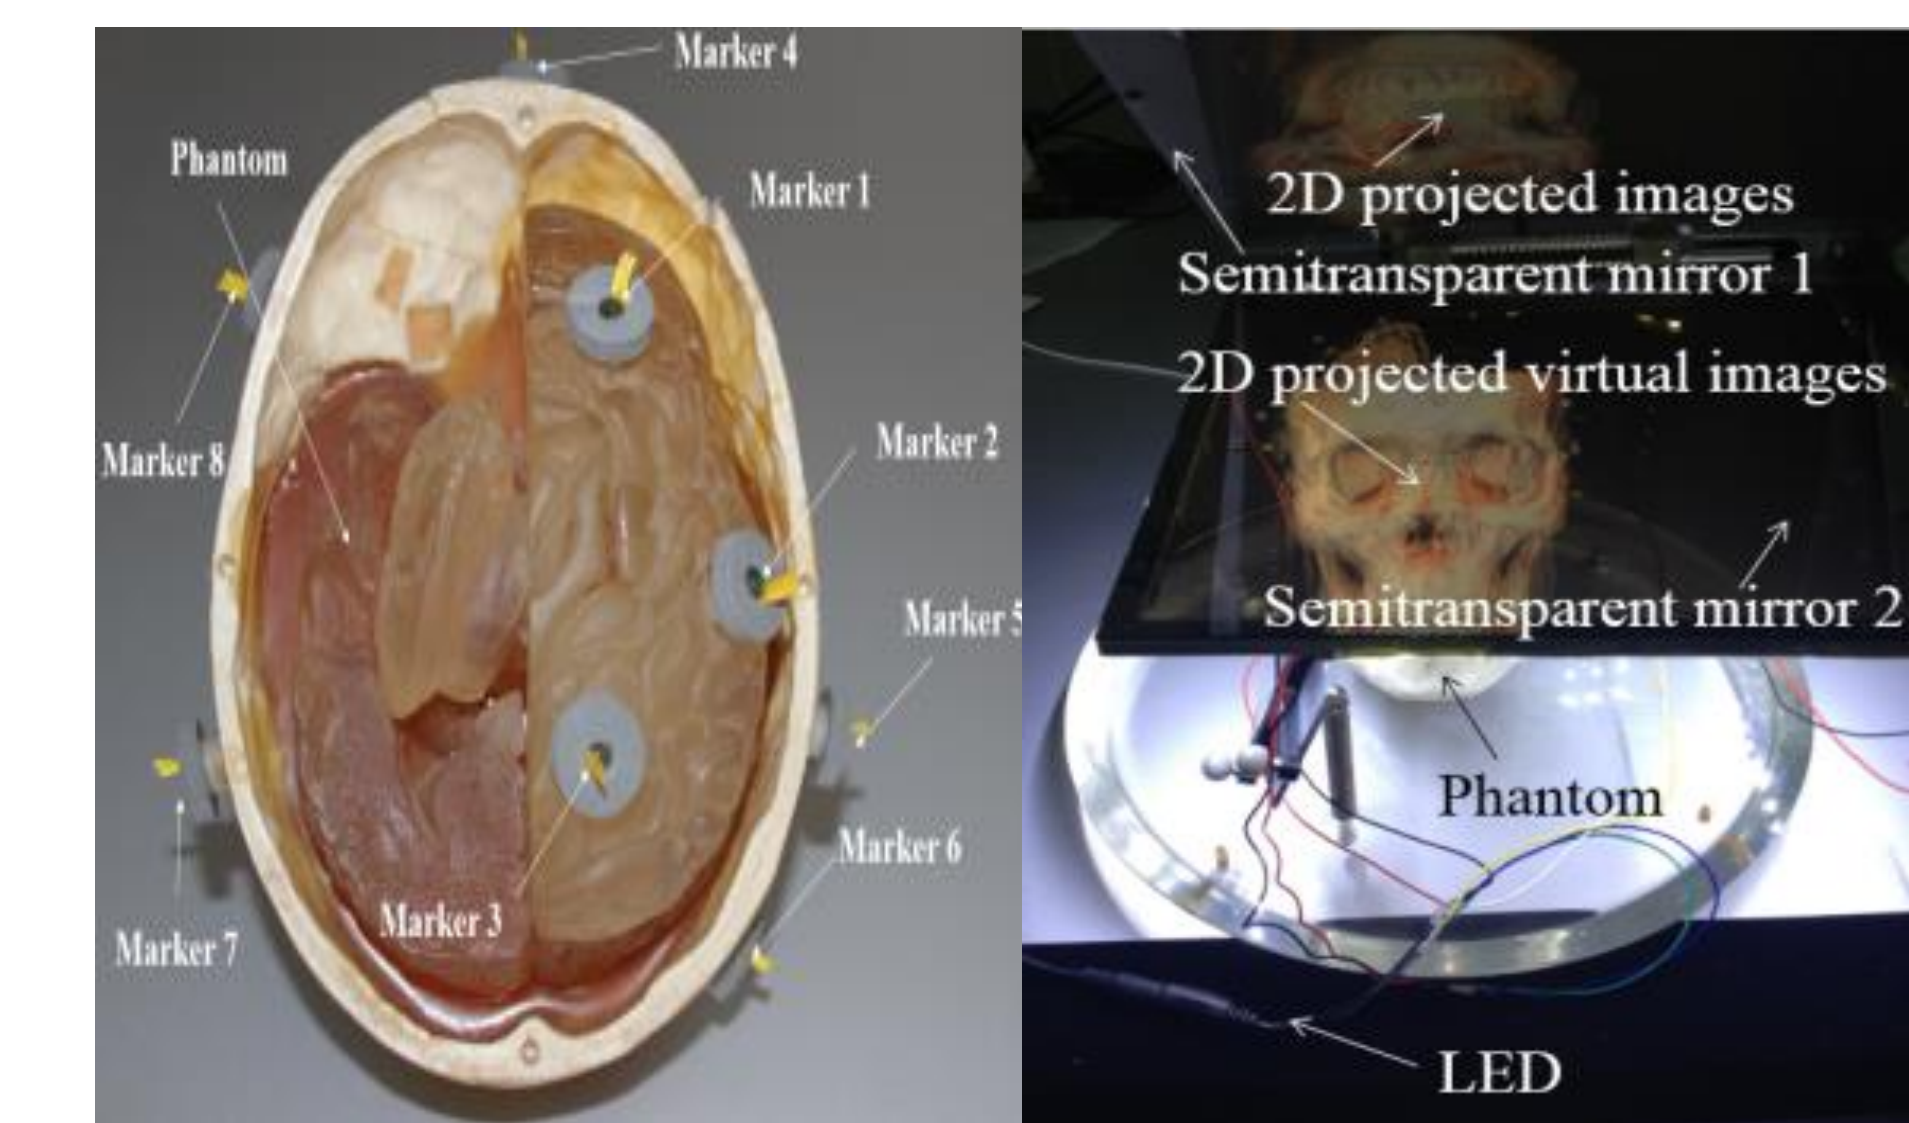 Marker 4
Phantom
Marker 1
Marker 8
Marker 2
Marker 5
Marker 6
Marker 3
Marker 7
2D projected images
Semitransparent mirror 1
2D projected virtual images
Semitransparent mirror 2
Phantom
LED